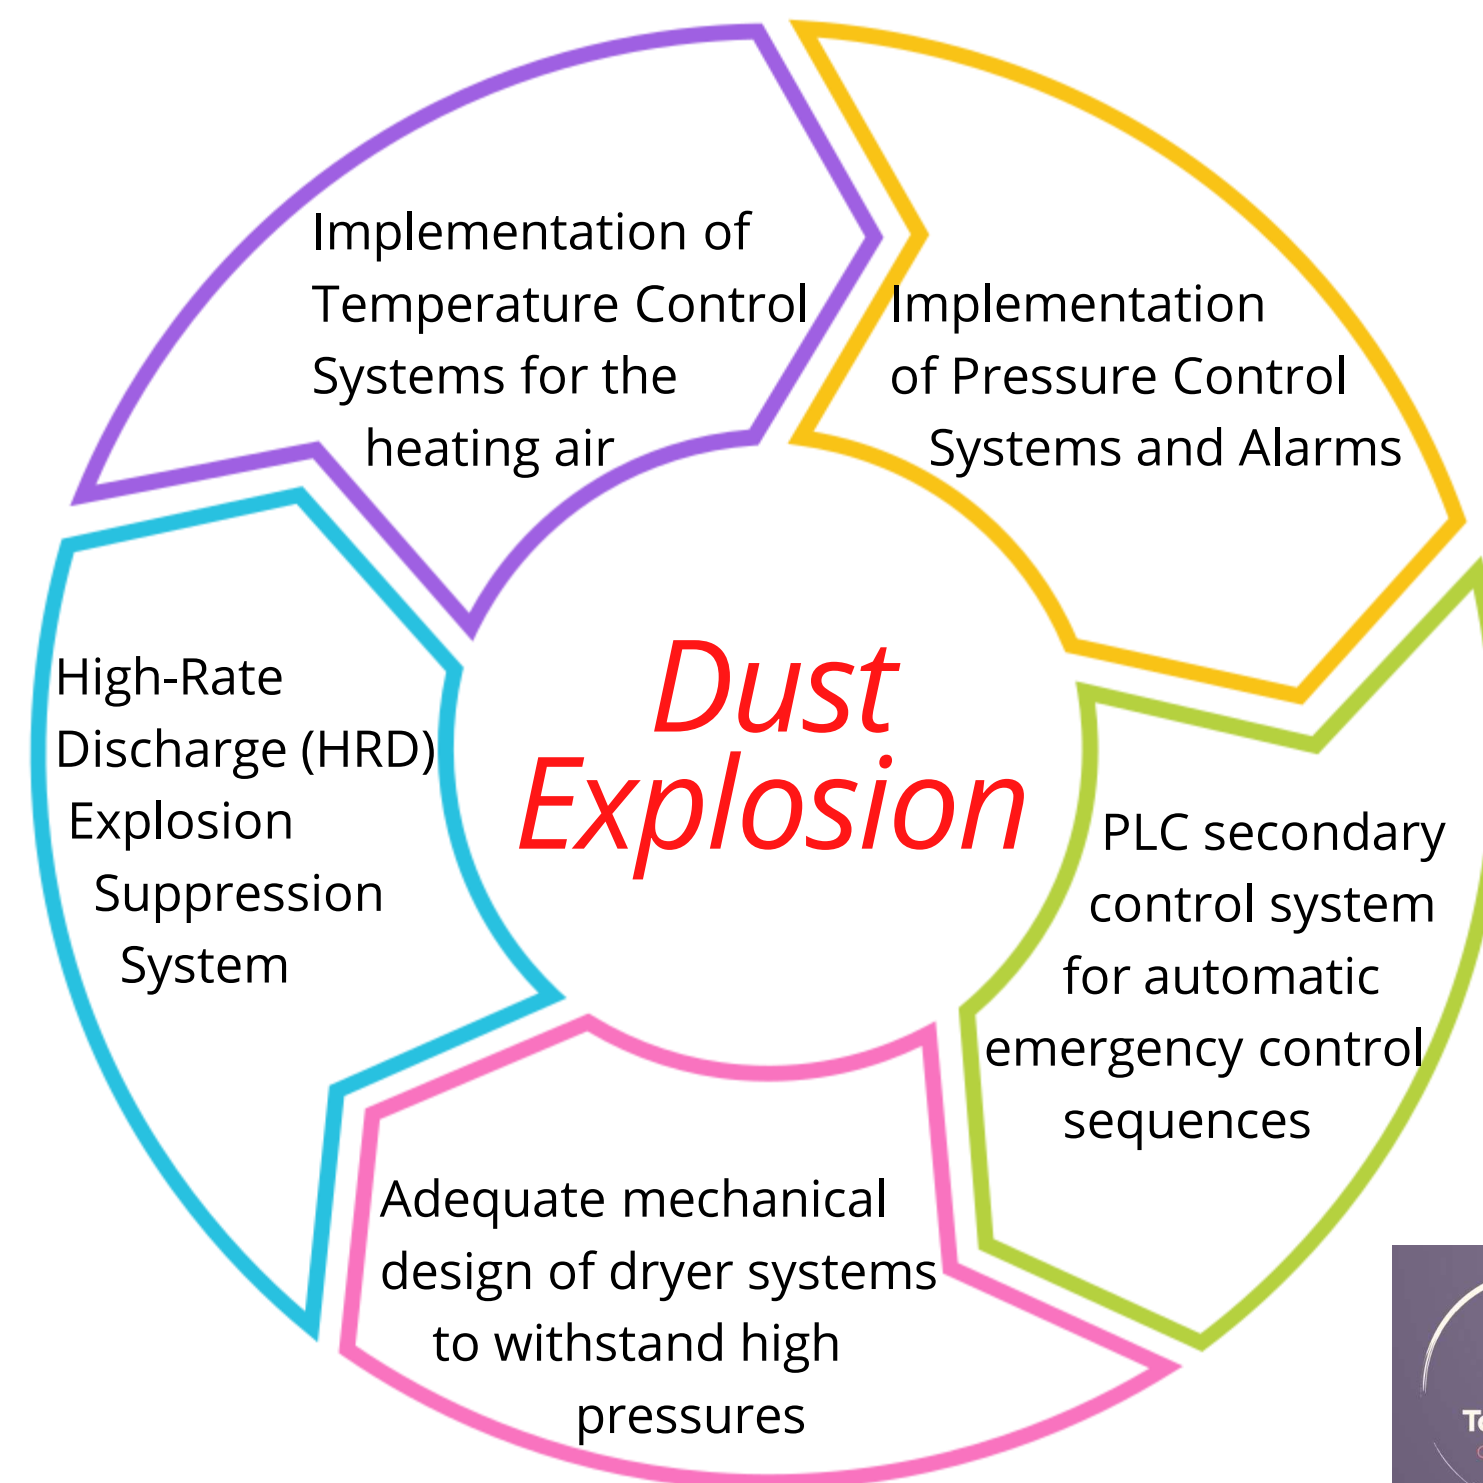 Implementation of
Temperature Control
Systems for the
heating air
Implementation
of Pressure Control
Systems and Alarms
High-Rate
Discharge (HRD)
Explosion
Suppression
System
Dust
Explosion
PLC secondary
control system
for automatic
emergency control
sequences
Adequate mechanical
design of dryer systems
to withstand high
pressures